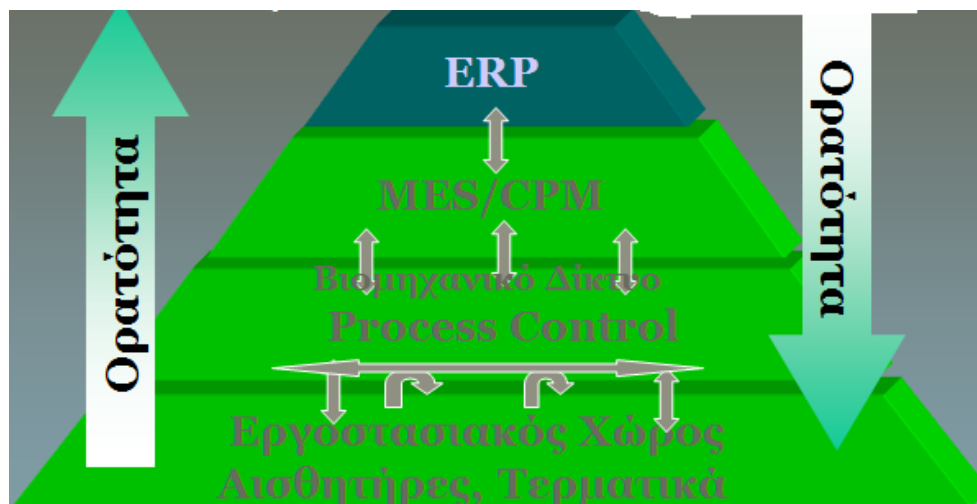 ERP
MES/CPM
Βιομηχανικό Δίκτυο
Process Control
Εργοστασιακός Χώρος
Αισθητήρες, Τερματικά
Ορατότητα
Ορατότητα